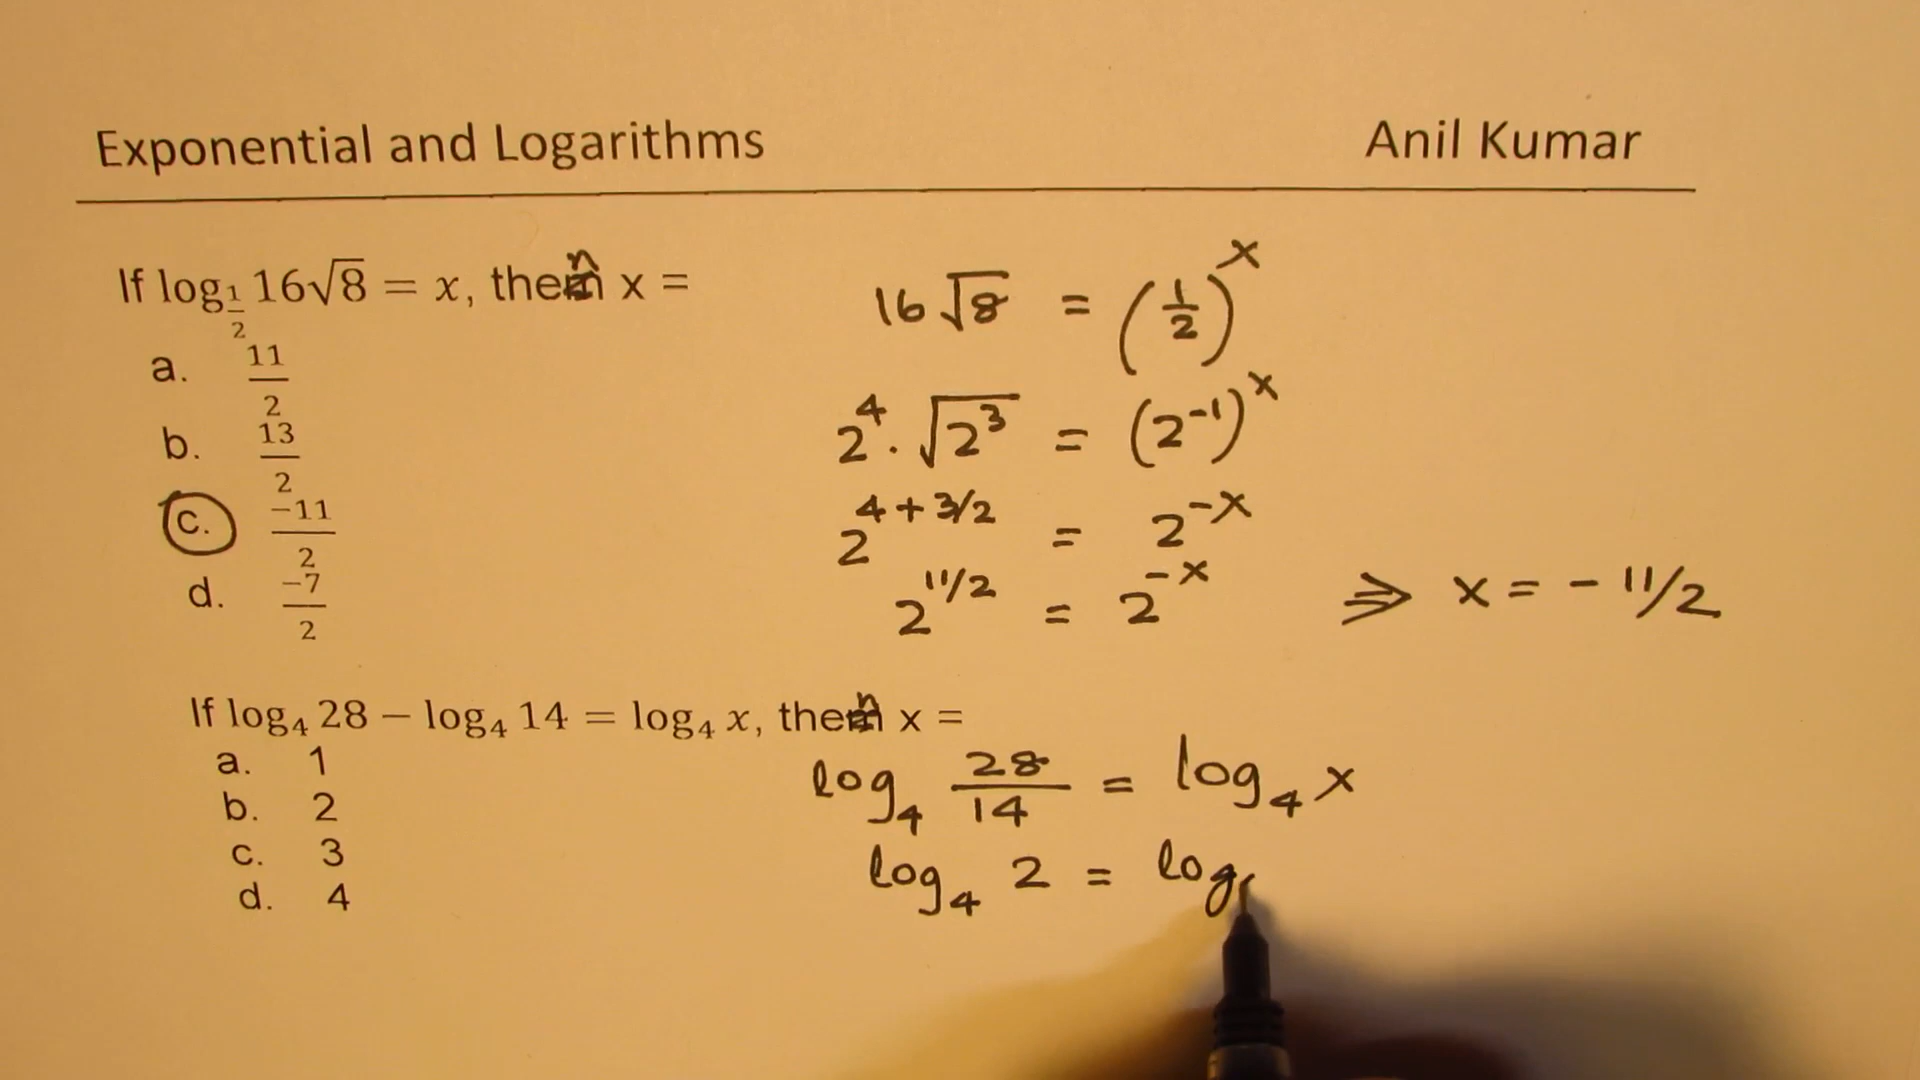 Exponential and Logarithms Anil Kumar
If log_{1/2} 16√8 = x, then x =
a. 11/2
b. 13/2
c. -11/2
d. -7/2
16√8 = (1/2)^x
2^4 . √2^3 = (2^-1)^x
2^{4+3/2} = 2^-x
2^{11/2} = 2^-x ⇒ x = - 11/2
If log₄ 28 − log₄ 14 = log₄ x, then x =
a. 1
b. 2
c. 3
d. 4
log₄ 28/14 = log₄ x
log₄ 2 = log